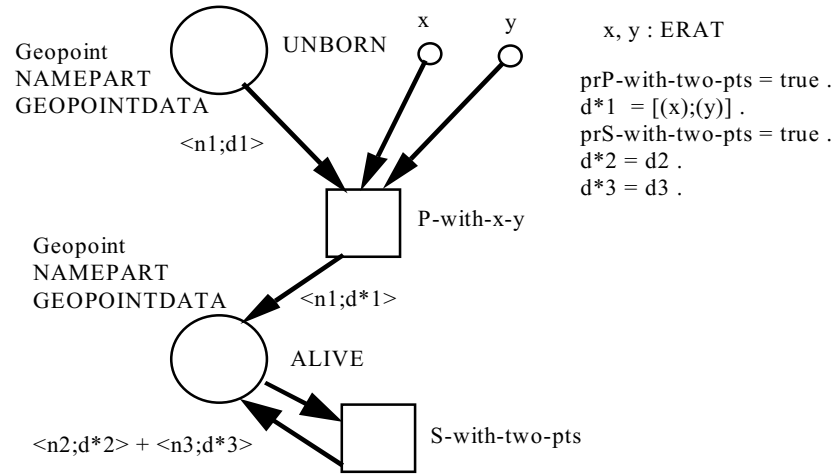 Geopoint
NAMEPART
GEOPOINTDATA
UNBORN
x
y
x, y : ERAT
prP-with-two-pts = true .
d*1 = [(x);(y)] .
prS-with-two-pts = true .
d*2 = d2 .
d*3 = d3 .
<n1;d1>
P-with-x-y
Geopoint
NAMEPART
GEOPOINTDATA
<n1;d*1>
ALIVE
<n2;d*2> + <n3;d*3>
S-with-two-pts